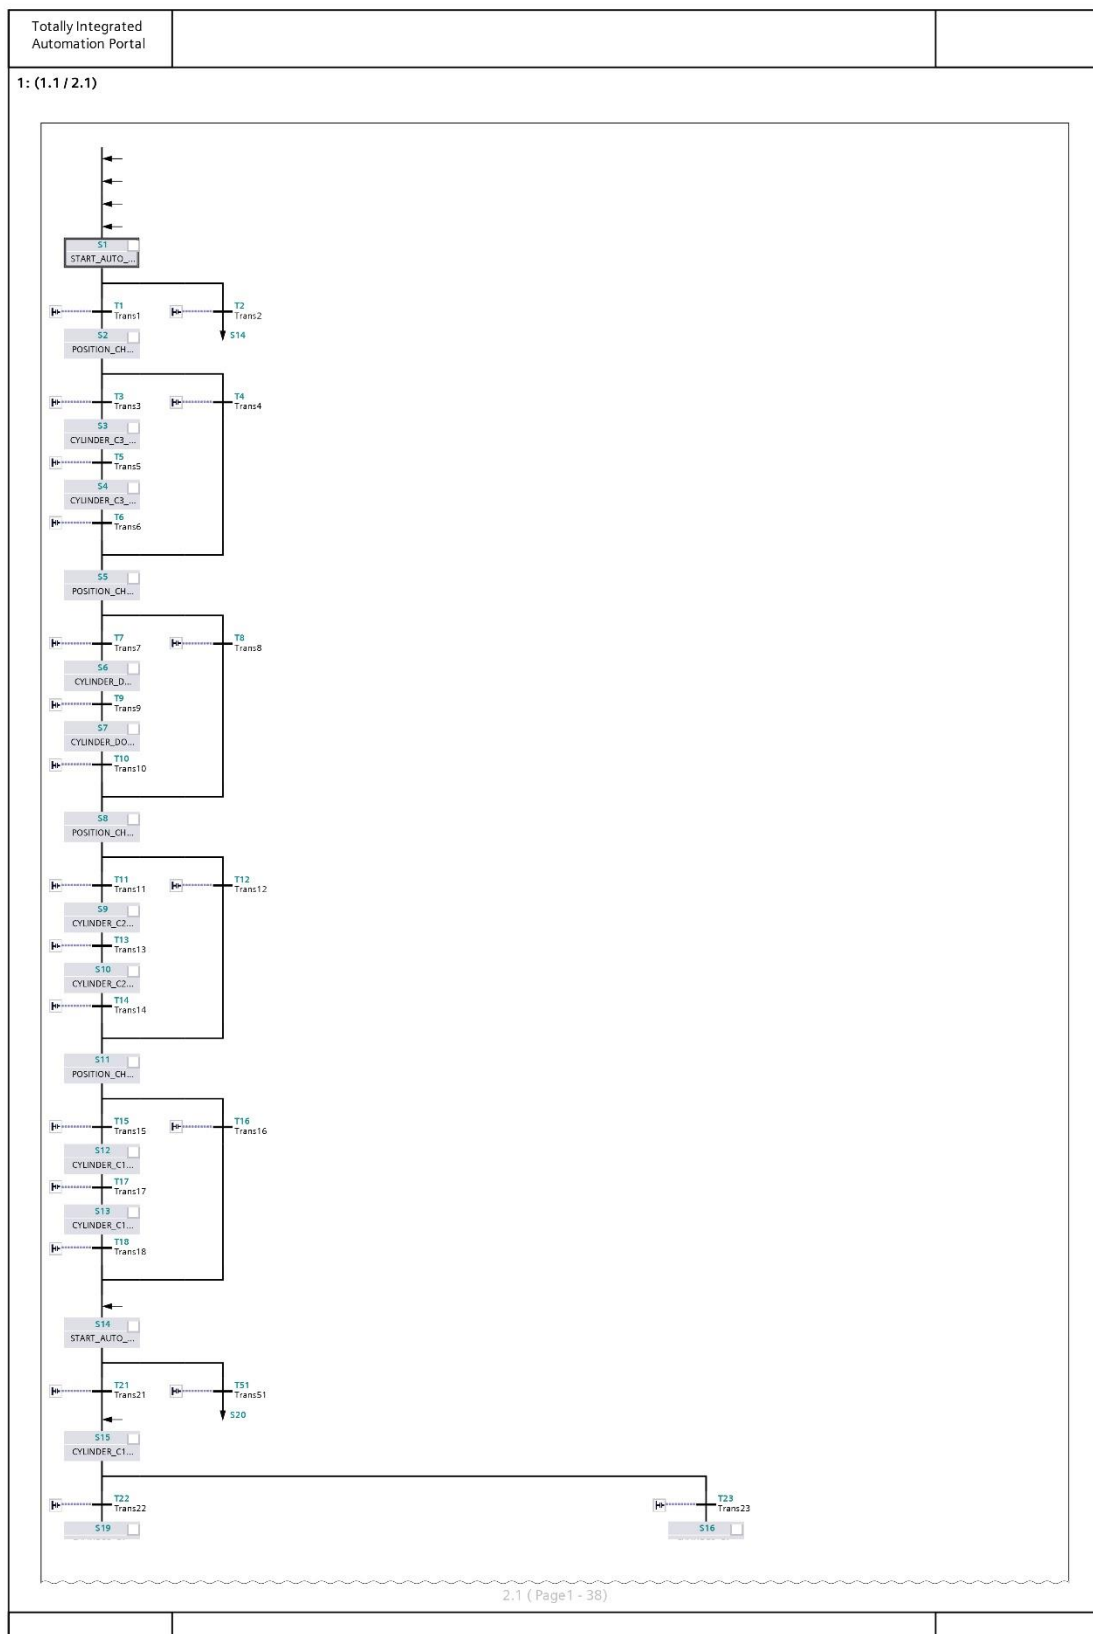 Totally Integrated
Automation Portal
1: (1.1 / 2.1)
S1
START_AUTO_...
T1
Trans1
T2
Trans2
S14
S2
POSITION_CH...
T3
Trans3
T4
Trans4
S3
CYLINDER_C3_...
T5
Trans5
S4
CYLINDER_C3_...
T6
Trans6
S5
POSITION_CH...
T7
Trans7
T8
Trans8
S6
CYLINDER_D...
T9
Trans9
S7
CYLINDER_DO...
T10
Trans10
S8
POSITION_CH...
T11
Trans11
T12
Trans12
S9
CYLINDER_C2...
T13
Trans13
S10
CYLINDER_C2...
T14
Trans14
S11
POSITION_CH...
T15
Trans15
T16
Trans16
S12
CYLINDER_C1...
T17
Trans17
S13
CYLINDER_C1...
T18
Trans18
S14
START_AUTO_...
T21
Trans21
T51
Trans51
S20
S15
CYLINDER_C1...
T22
Trans22
T23
Trans23
S19
S16
2.1 ( Page1 - 38)